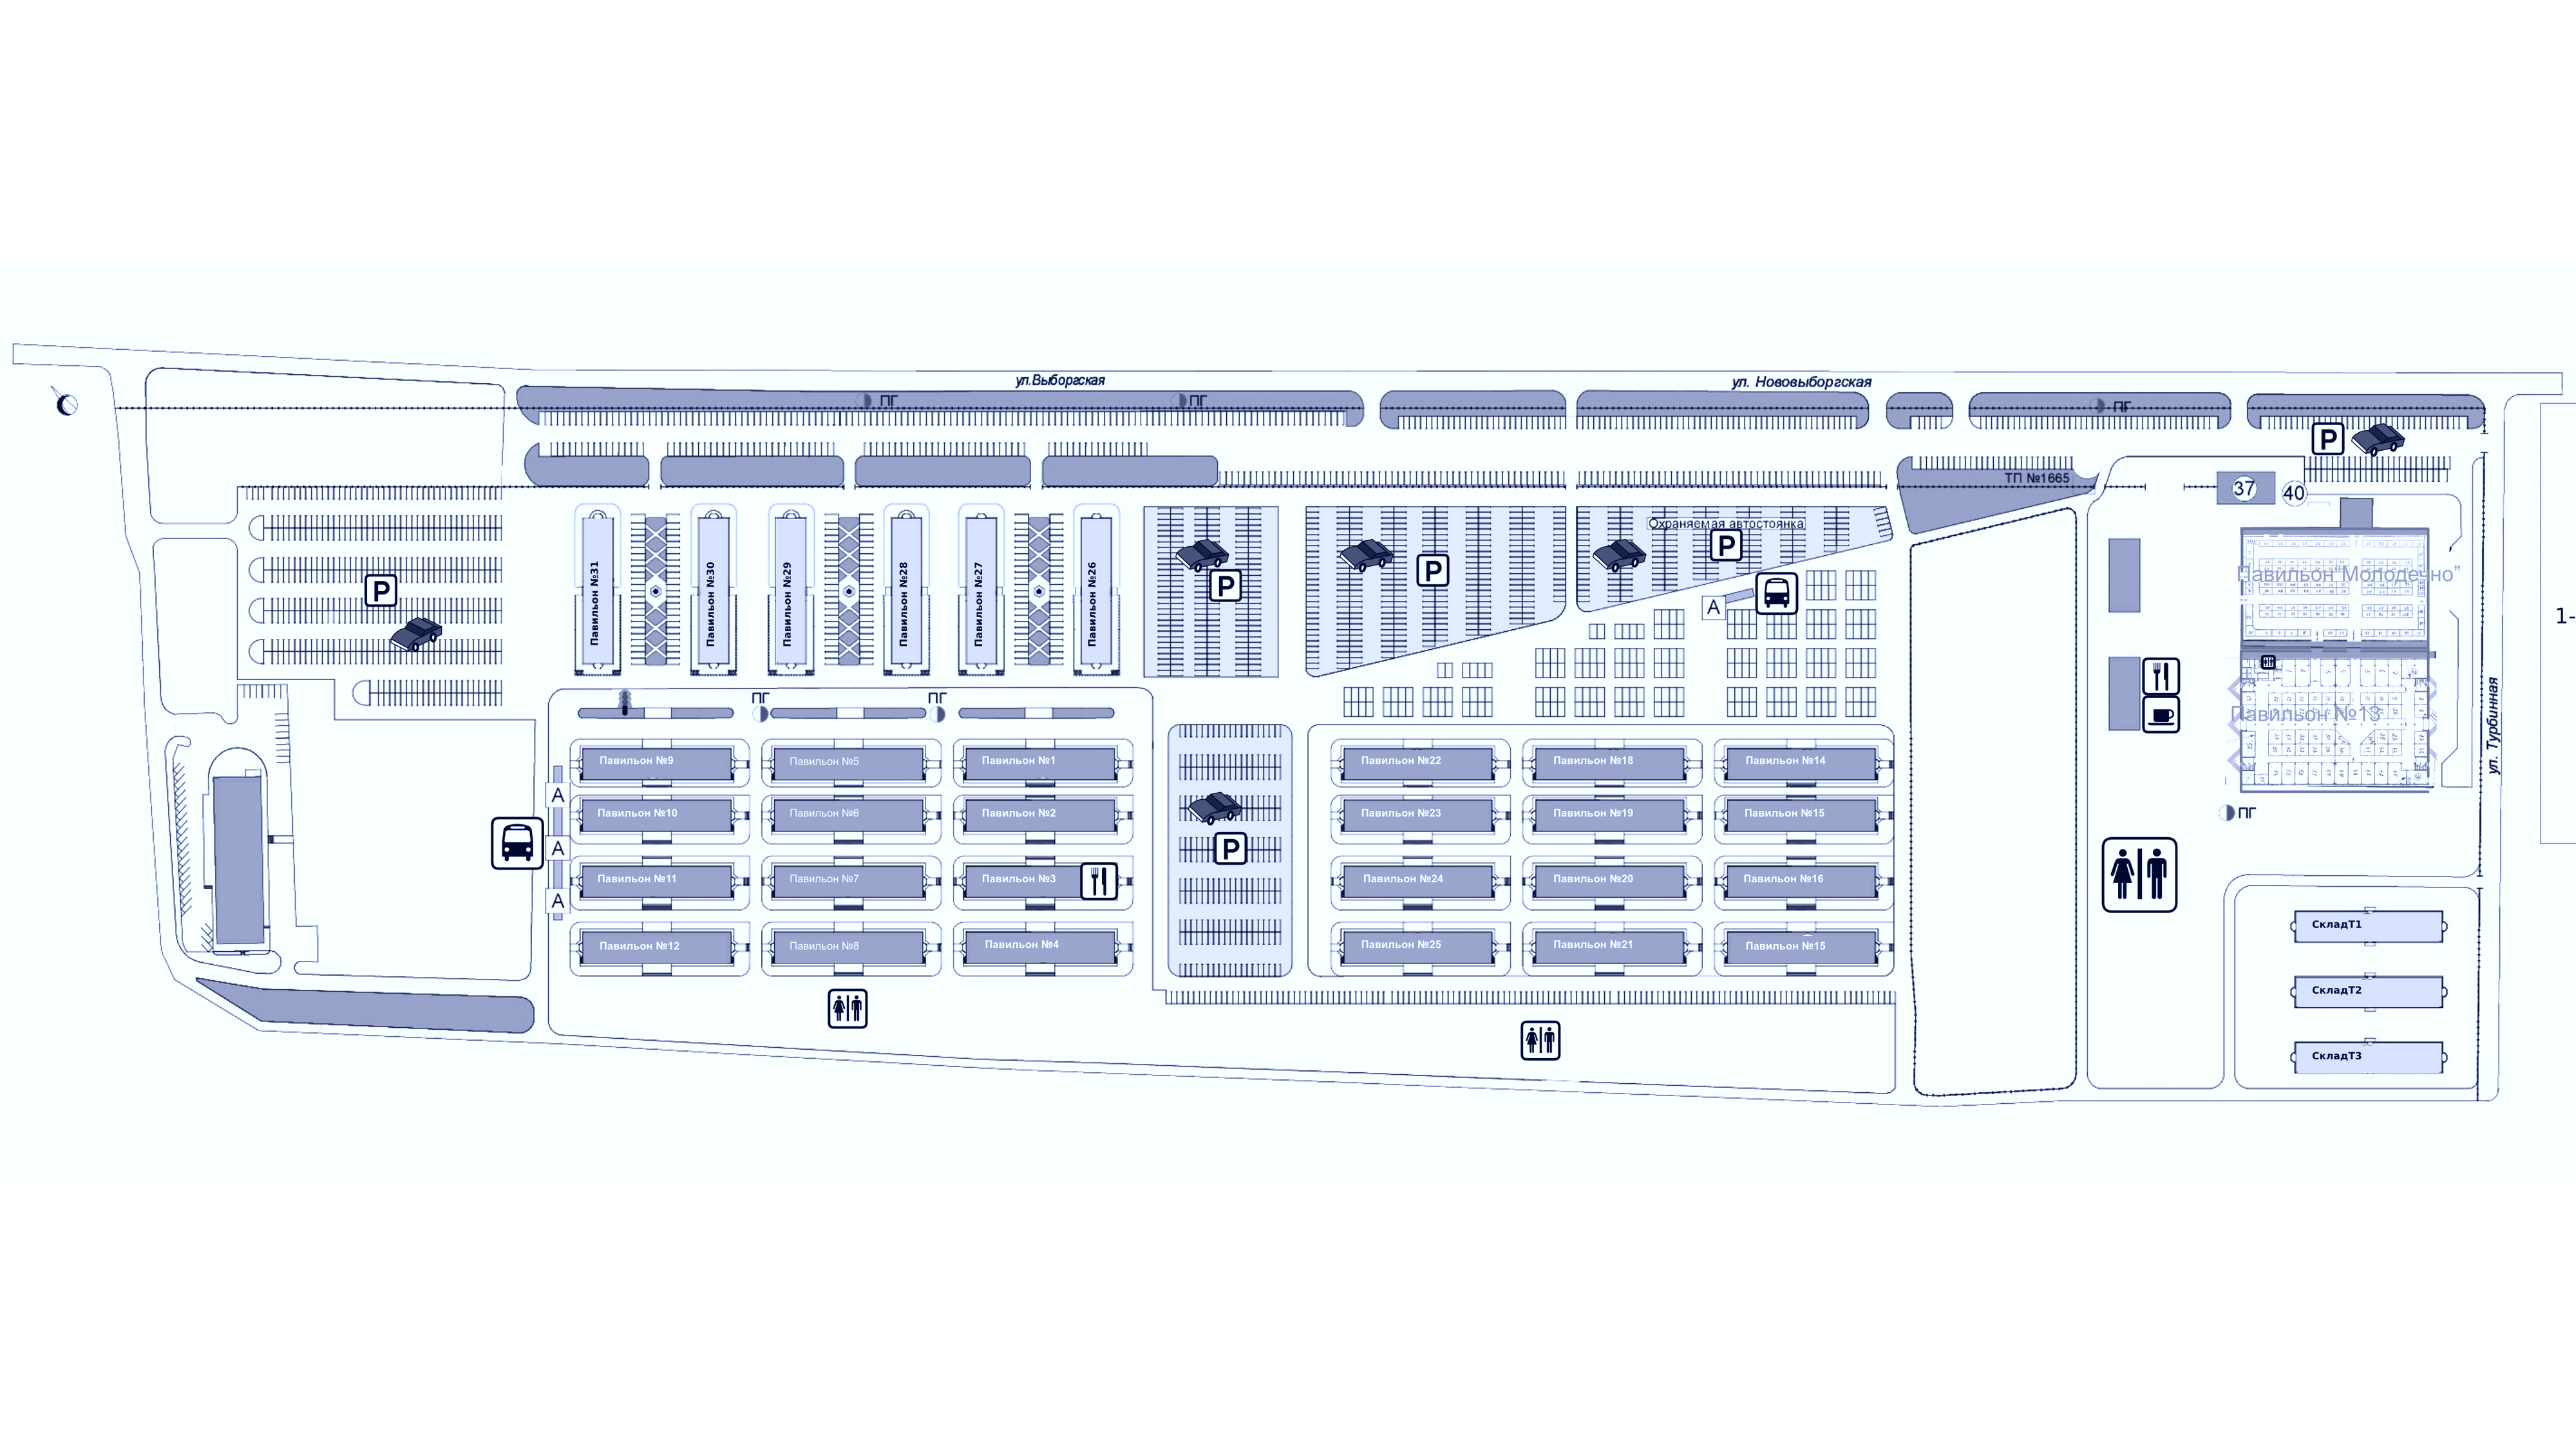 ул.Выборгская
ул. Нововыборгская
ПГ
ПГ
ПГ
P
ТП №1665
37
40
Охраняемая автостоянка
P
P
P
P
A
Павильон №31
Павильон №30
Павильон №29
Павильон №28
Павильон №27
Павильон №26
Павильон“Молодечно”
1-
ПГ
ПГ
Павильон №13
ул. Турбинная
Павильон №9
Павильон №5
Павильон №1
Павильон №22
Павильон №18
Павильон №14
A
Павильон №10
Павильон №6
Павильон №2
Павильон №23
Павильон №19
Павильон №15
ПГ
A
P
Павильон №11
Павильон №7
Павильон №3
Павильон №24
Павильон №20
Павильон №16
A
Павильон №12
Павильон №8
Павильон №4
Павильон №25
Павильон №21
Павильон №15
СкладТ1
СкладТ2
СкладТ3